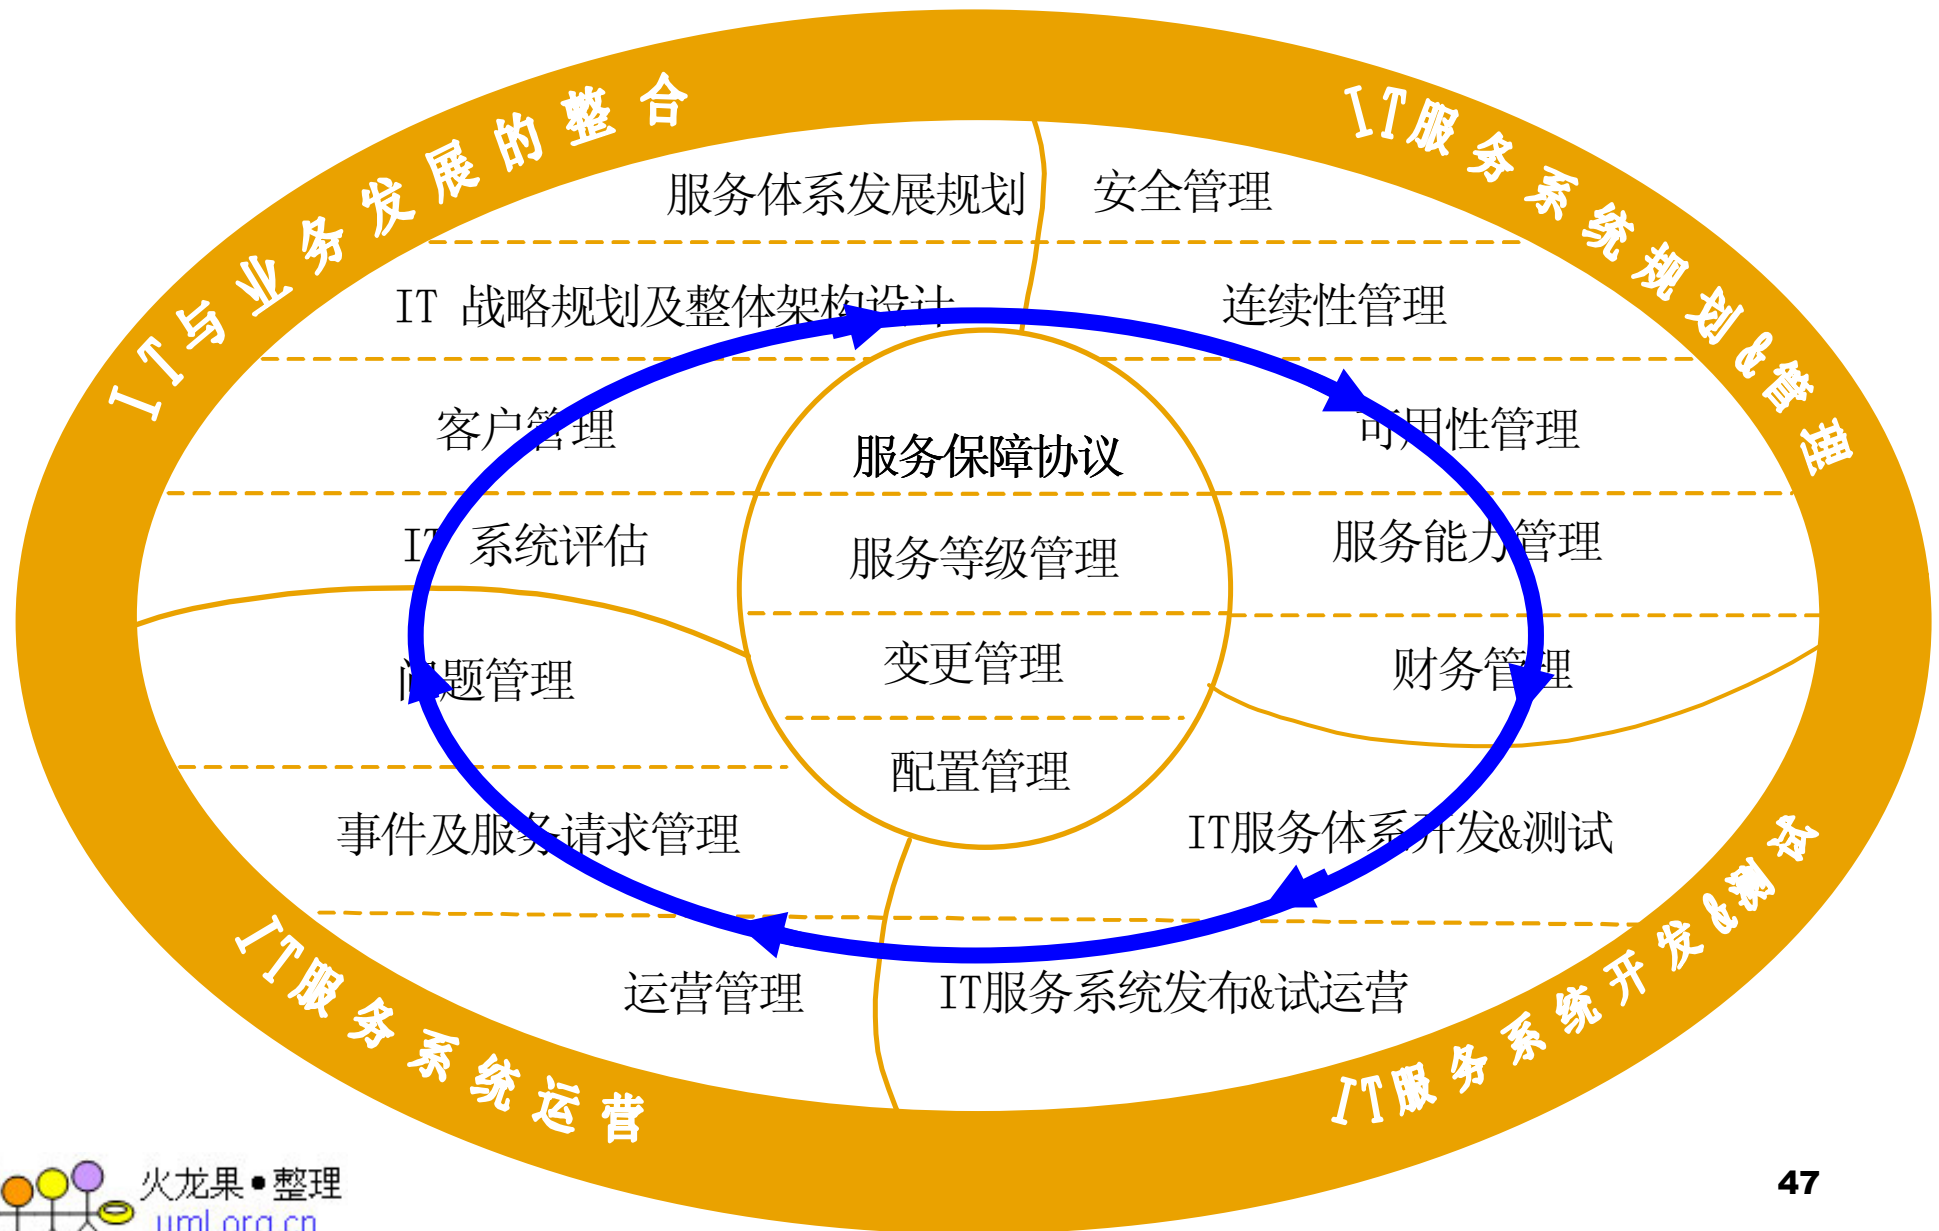 IT与业务发展的整合
IT服务系统规划&管理
服务体系发展规划
安全管理
IT 战略规划及整体架构设计
连续性管理
客户管理
服务保障协议
可用性管理
IT 系统评估
服务等级管理
服务能力管理
问题管理
变更管理
财务管理
配置管理
事件及服务请求管理
IT服务体系开发&测试
运营管理
IT服务系统发布&试运营
IT服务系统运营
IT服务系统开发&测试
火龙果•整理
uml.org.cn
47